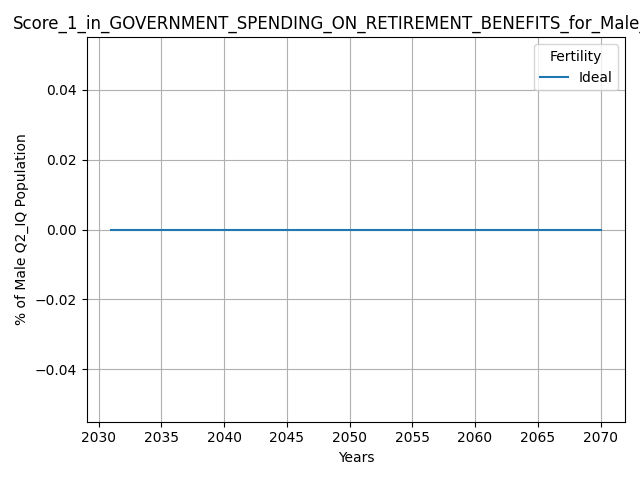 Score_1_in_GOVERNMENT_SPENDING_ON_RETIREMENT_BENEFITS_for_Male_
Fertility
Ideal
0.04
0.02
0.00
−0.02
−0.04
% of Male Q2_IQ Population
2030 2035 2040 2045 2050 2055 2060 2065 2070
Years